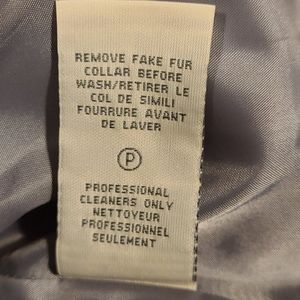 REMOVE FAKE FUR
COLLAR BEFORE
WASH/RETIRER LE
COL DE SIMILI
FOURRURE AVANT
DE LAVER
P
PROFESSIONAL
CLEANERS ONLY
NETTOYEUR
PROFESSIONNEL
SEULEMENT